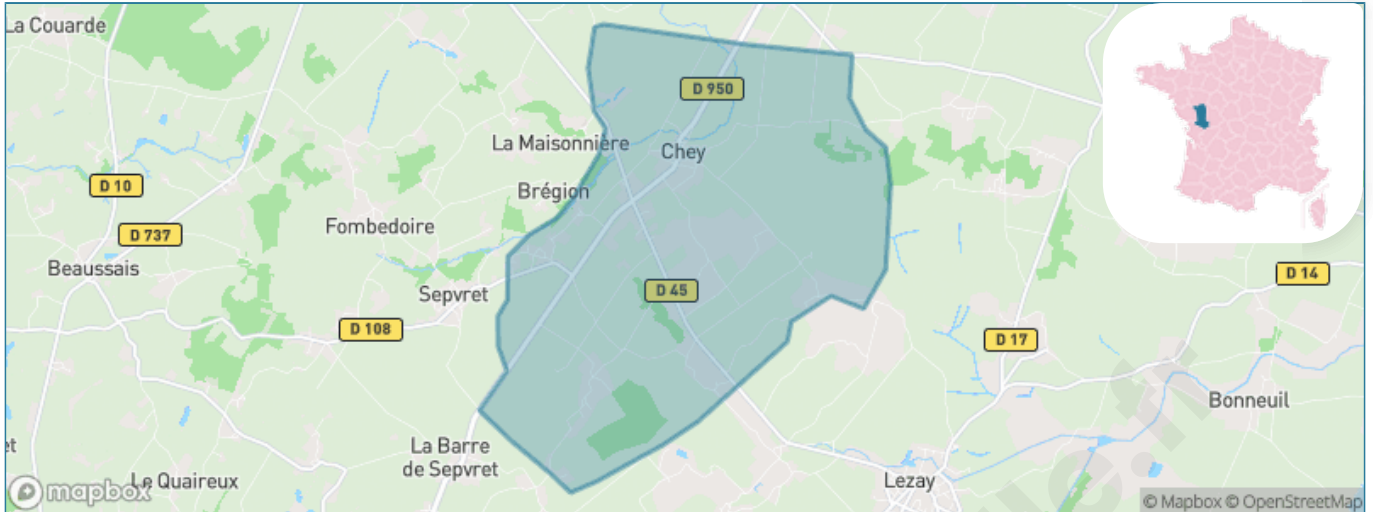 La Couarde
D 950
La Maisonnière
Chey
D 10
Brégion
D 737
Fombedoire
Beaussais
D 14
Sepvret
D 45
D 108
D 17
Bonneuil
La Barre
de Sepvret
et
Le Quaireux
Lezay
mapbox
© Mapbox © OpenStreetMap